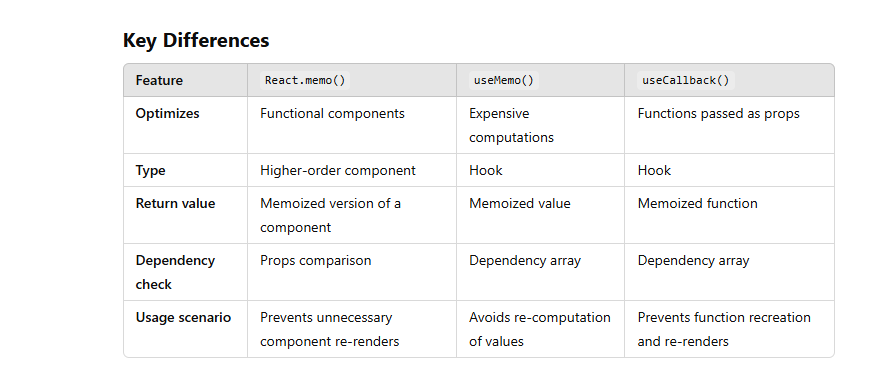 Key Differences
Feature React.memo() useMemo() useCallback()
Optimizes Functional components Expensive computations Functions passed as props
Type Higher-order component Hook Hook
Return value Memoized version of a component Memoized value Memoized function
Dependency check Props comparison Dependency array Dependency array
Usage scenario Prevents unnecessary component re-renders Avoids re-computation of values Prevents function recreation and re-renders